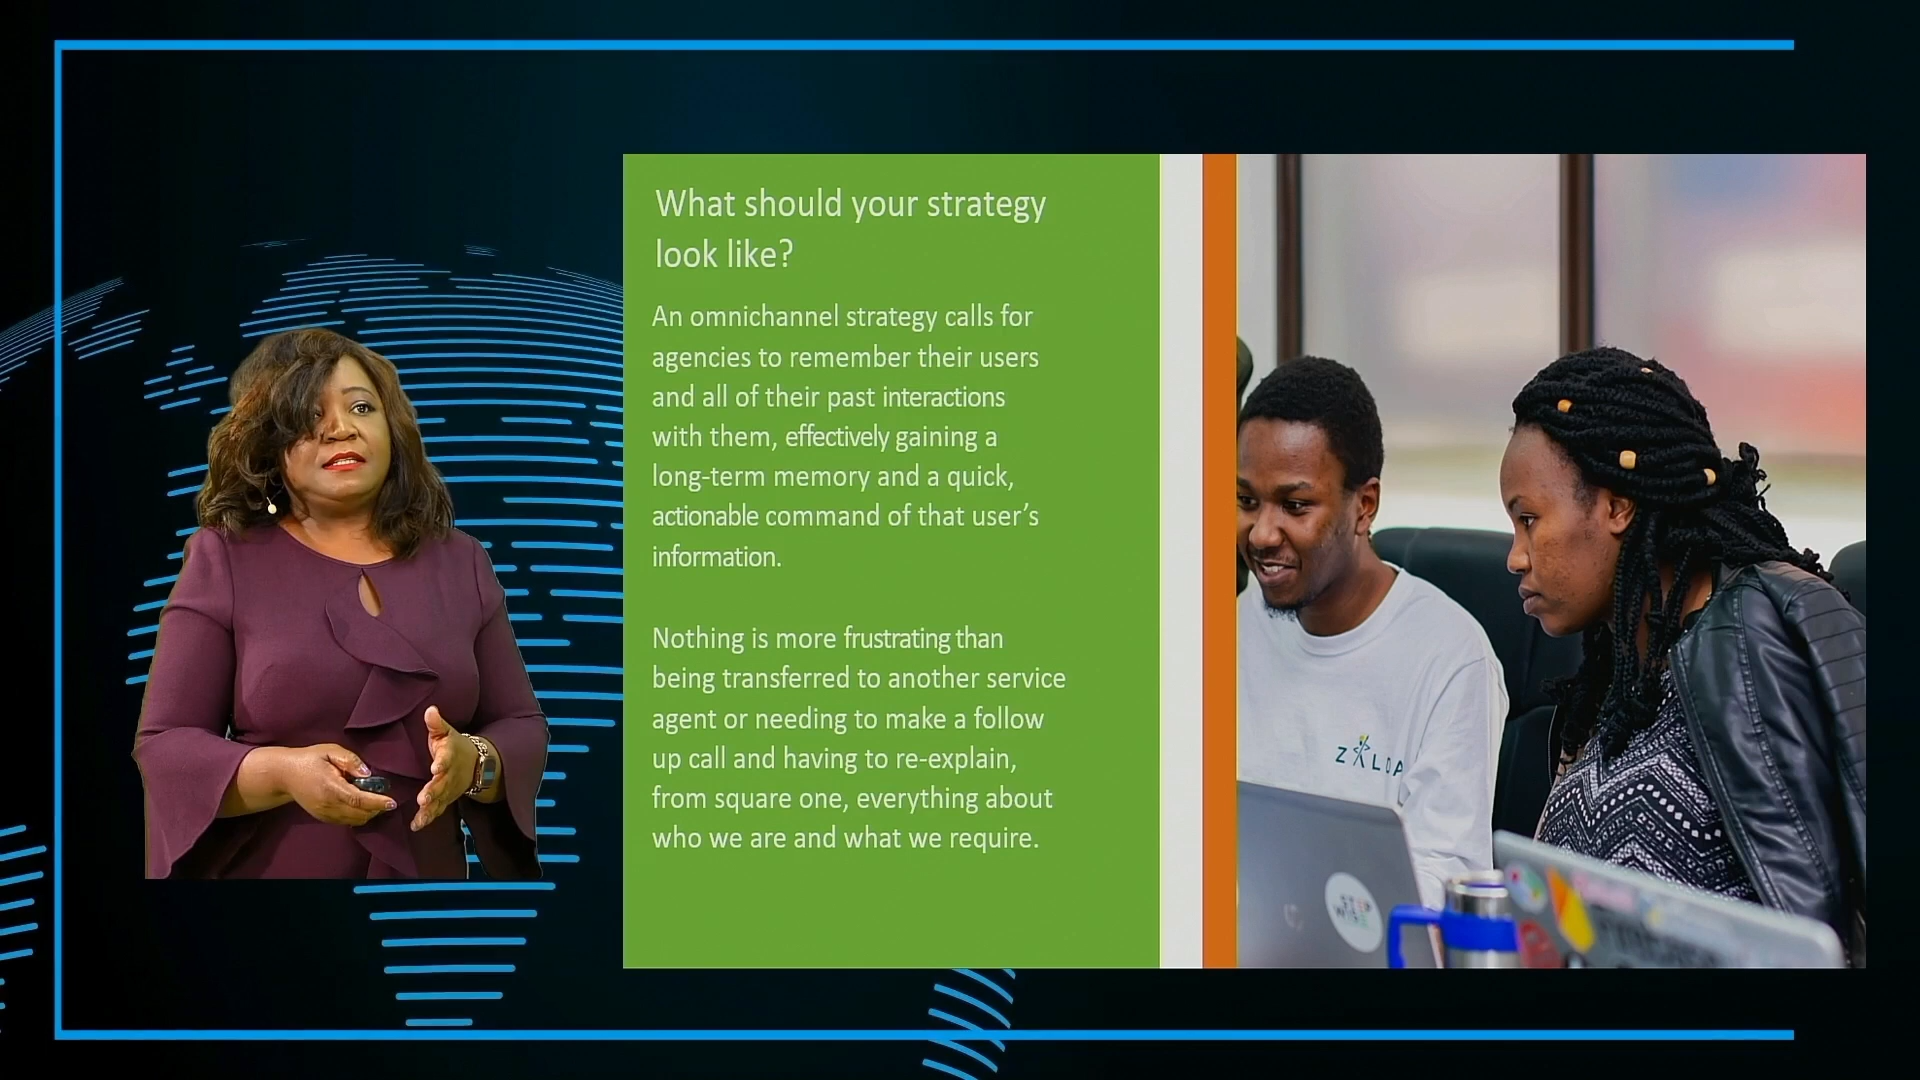 What should your strategy
look like?
An omnichannel strategy calls for
agencies to remember their users
and all of their past interactions
with them, effectively gaining a
long-term memory and a quick,
actionable command of that user’s
information.
Nothing is more frustrating than
being transferred to another service
agent or needing to make a follow
up call and having to re-explain,
from square one, everything about
who we are and what we require.
STEP
WISE